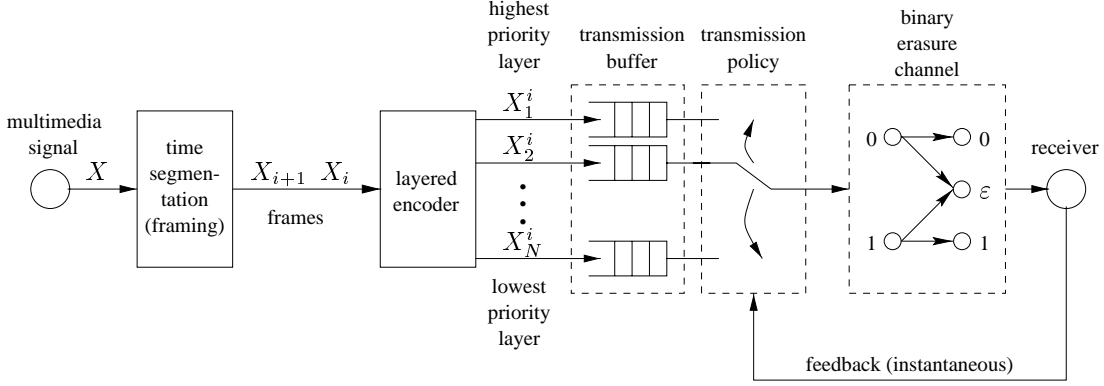 multimedia
signal
X
time
segmen-
tation
(framing)
X_{i+1} X_i
frames
layered
encoder
highest
priority
layer
X_1^i
X_2^i
X_N^i
lowest
priority
layer
transmission
buffer
transmission
policy
binary
erasure
channel
0 0
ε
1 1
receiver
feedback (instantaneous)